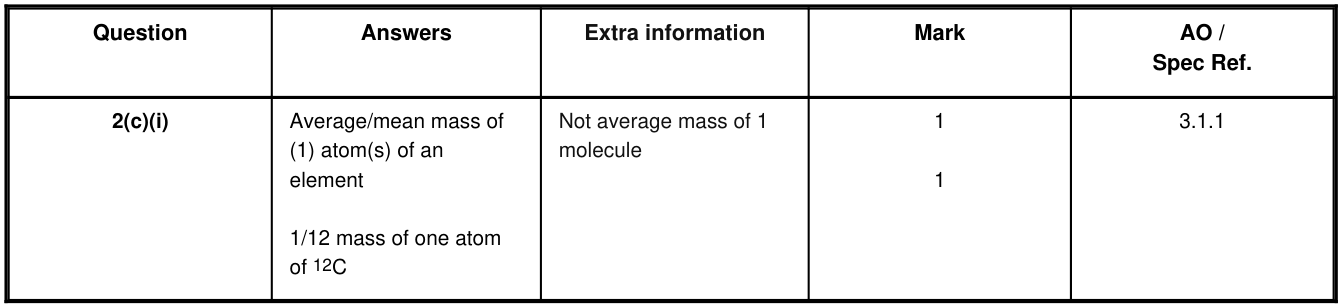 Question Answers Extra information Mark AO /
Spec Ref.
2(c)(i) Average/mean mass of Not average mass of 1 1 3.1.1
(1) atom(s) of an molecule
element 1
1/12 mass of one atom
of 12C